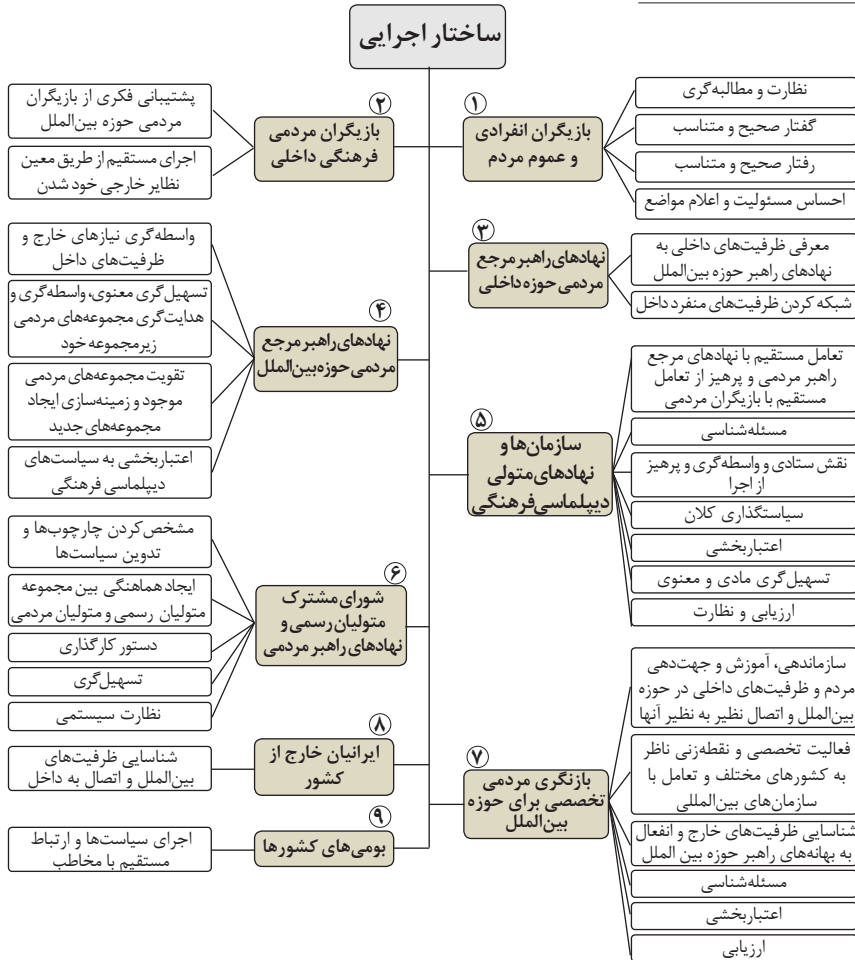 ساختار اجرایی
۱
بازیگران انفرادی
و عموم مردم
نظارت و مطالبه‌گری
گفتار صحیح و متناسب
رفتار صحیح و متناسب
احساس مسئولیت و اعلام مواضع
۲
بازیگران مردمی
فرهنگی داخلی
پشتیبانی فکری از بازیگران
مردمی حوزه بین‌الملل
اجرای مستقیم از طریق معین
نظایر خارجی خود شدن
۳
نهادهای راهبر مرجع
مردمی حوزه داخلی
معرفی ظرفیت‌های داخلی به
نهادهای راهبر حوزه بین‌الملل
شبکه کردن ظرفیت‌های منفرد داخل
۴
نهادهای راهبر مرجع
مردمی حوزه بین‌الملل
واسطه‌گری نیازهای خارج و
ظرفیت‌های داخل
تسهیل‌گری معنوی، واسطه‌گری و
هدایت‌گری مجموعه‌های مردمی
زیرمجموعه خود
تقویت مجموعه‌های مردمی
موجود و زمینه‌سازی ایجاد
مجموعه‌های جدید
اعتباربخشی به سیاست‌های
دیپلماسی فرهنگی
۵
سازمان‌ها و
نهادهای متولی
دیپلماسی فرهنگی
تعامل مستقیم با نهادهای مرجع
راهبر مردمی و پرهیز از تعامل
مستقیم با بازیگران مردمی
مسئله‌شناسی
نقش ستادی و واسطه‌گری و پرهیز
از اجرا
سیاستگذاری کلان
اعتباربخشی
تسهیل‌گری مادی و معنوی
ارزیابی و نظارت
۶
شورای مشترک
متولیان رسمی و
نهادهای راهبر مردمی
مشخص‌کردن چارچوب‌ها و
تدوین سیاست‌ها
ایجاد هماهنگی بین مجموعه
متولیان رسمی و متولیان مردمی
دستور کارگذاری
تسهیل‌گری
نظارت سیستمی
۷
بازنگری مردمی
تخصصی برای حوزه
بین‌الملل
سازماندهی، آموزش و جهت‌دهی
مردم و ظرفیت‌های داخلی در حوزه
بین‌الملل و اتصال نظیر به نظیر آنها
فعالیت تخصصی و نقطه‌زنی ناظر
به کشورهای مختلف و تعامل با
سازمان‌های بین‌المللی
شناسایی ظرفیت‌های خارج و انفعال
به بهانه‌های راهبر حوزه بین الملل
مسئله‌شناسی
اعتباربخشی
ارزیابی
۸
ایرانیان خارج از
کشور
شناسایی ظرفیت‌های
بین‌الملل و اتصال به داخل
۹
بومی‌های کشورها
اجرای سیاست‌ها و ارتباط
مستقیم با مخاطب